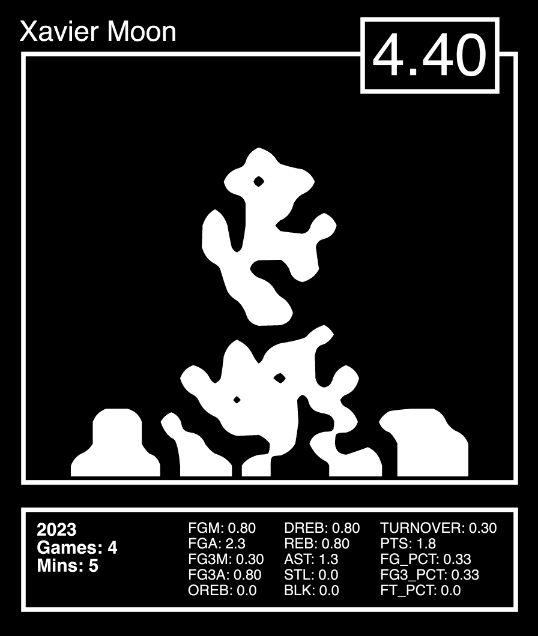 Xavier Moon
4.40
2023
Games: 4
Mins: 5
FGM: 0.80
FGA: 2.3
FG3M: 0.30
FG3A: 0.80
OREB: 0.0
DREB: 0.80
REB: 0.80
AST: 1.3
STL: 0.0
BLK: 0.0
TURNOVER: 0.30
PTS: 1.8
FG_PCT: 0.33
FG3_PCT: 0.33
FT_PCT: 0.0